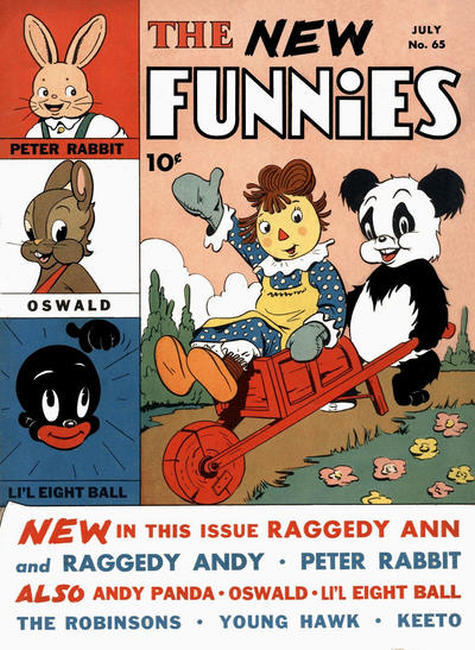 THE NEW
FUNNIES
JULY
No. 65
10¢
PETER RABBIT
OSWALD
LI'L EIGHT BALL
NEW IN THIS ISSUE RAGGEDY ANN
and RAGGEDY ANDY • PETER RABBIT
ALSO ANDY PANDA • OSWALD • LI'L EIGHT BALL
THE ROBINSONS • YOUNG HAWK • KEETO